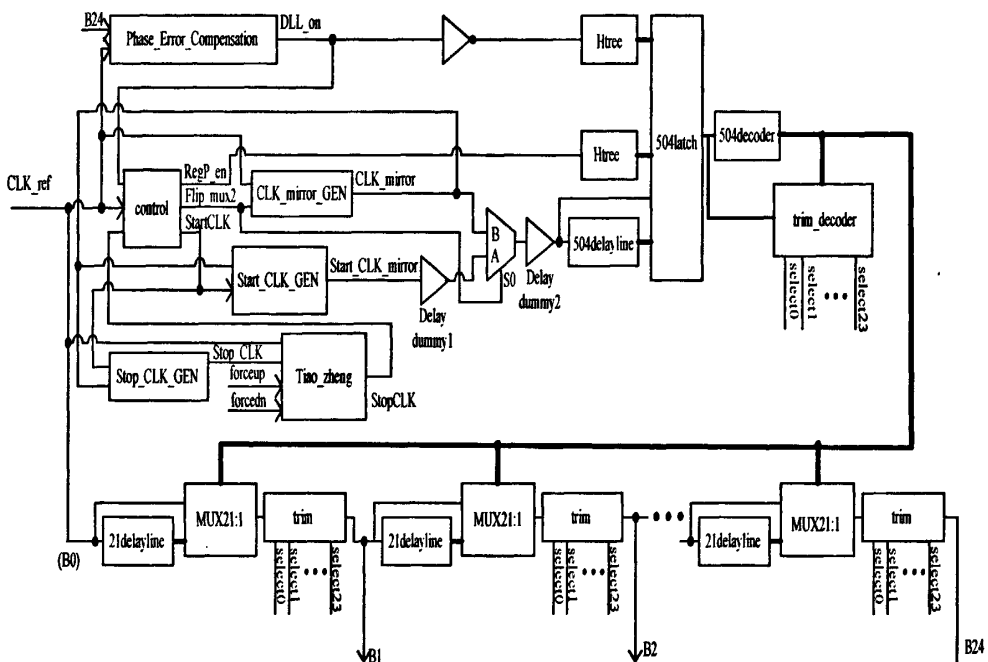 B24
Phase_Error_Compensation
DLL_on
Htree
504latch
504decoder
Htree
CLK_ref
control
RegP_en
Flip_mux2
StartCLK
CLK_mirror_GEN
CLK_mirror
B
A
S0
504delayline
trim_decoder
select0
select1
•••
select23
Start_CLK_GEN
Start_CLK_mirror
Delay
dummy1
Delay
dummy2
Stop_CLK_GEN
Stop_CLK
forceup
forcedn
Tiao_zheng
StopCLK
(B0)
21delayline
MUX21:1
trim
select0
select1
•••
select23
B1
21delayline
MUX21:1
trim
select0
select1
•••
select23
B2
••••
21delayline
MUX21:1
trim
select0
select1
•••
select23
B24